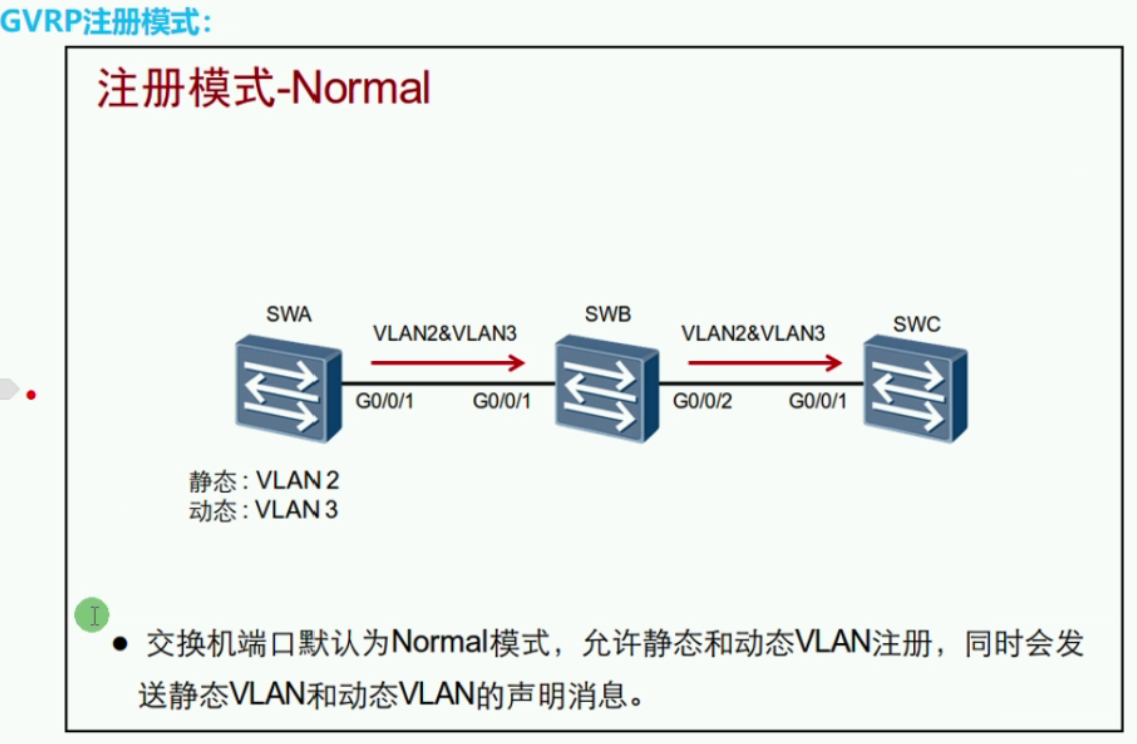 GVRP注册模式：
注册模式-Normal
SWA
SWB
SWC
VLAN2&VLAN3
VLAN2&VLAN3
G0/0/1
G0/0/1
G0/0/2
G0/0/1
静态 : VLAN 2
动态 : VLAN 3
● 交换机端口默认为Normal模式，允许静态和动态VLAN注册，同时会发
送静态VLAN和动态VLAN的声明消息。